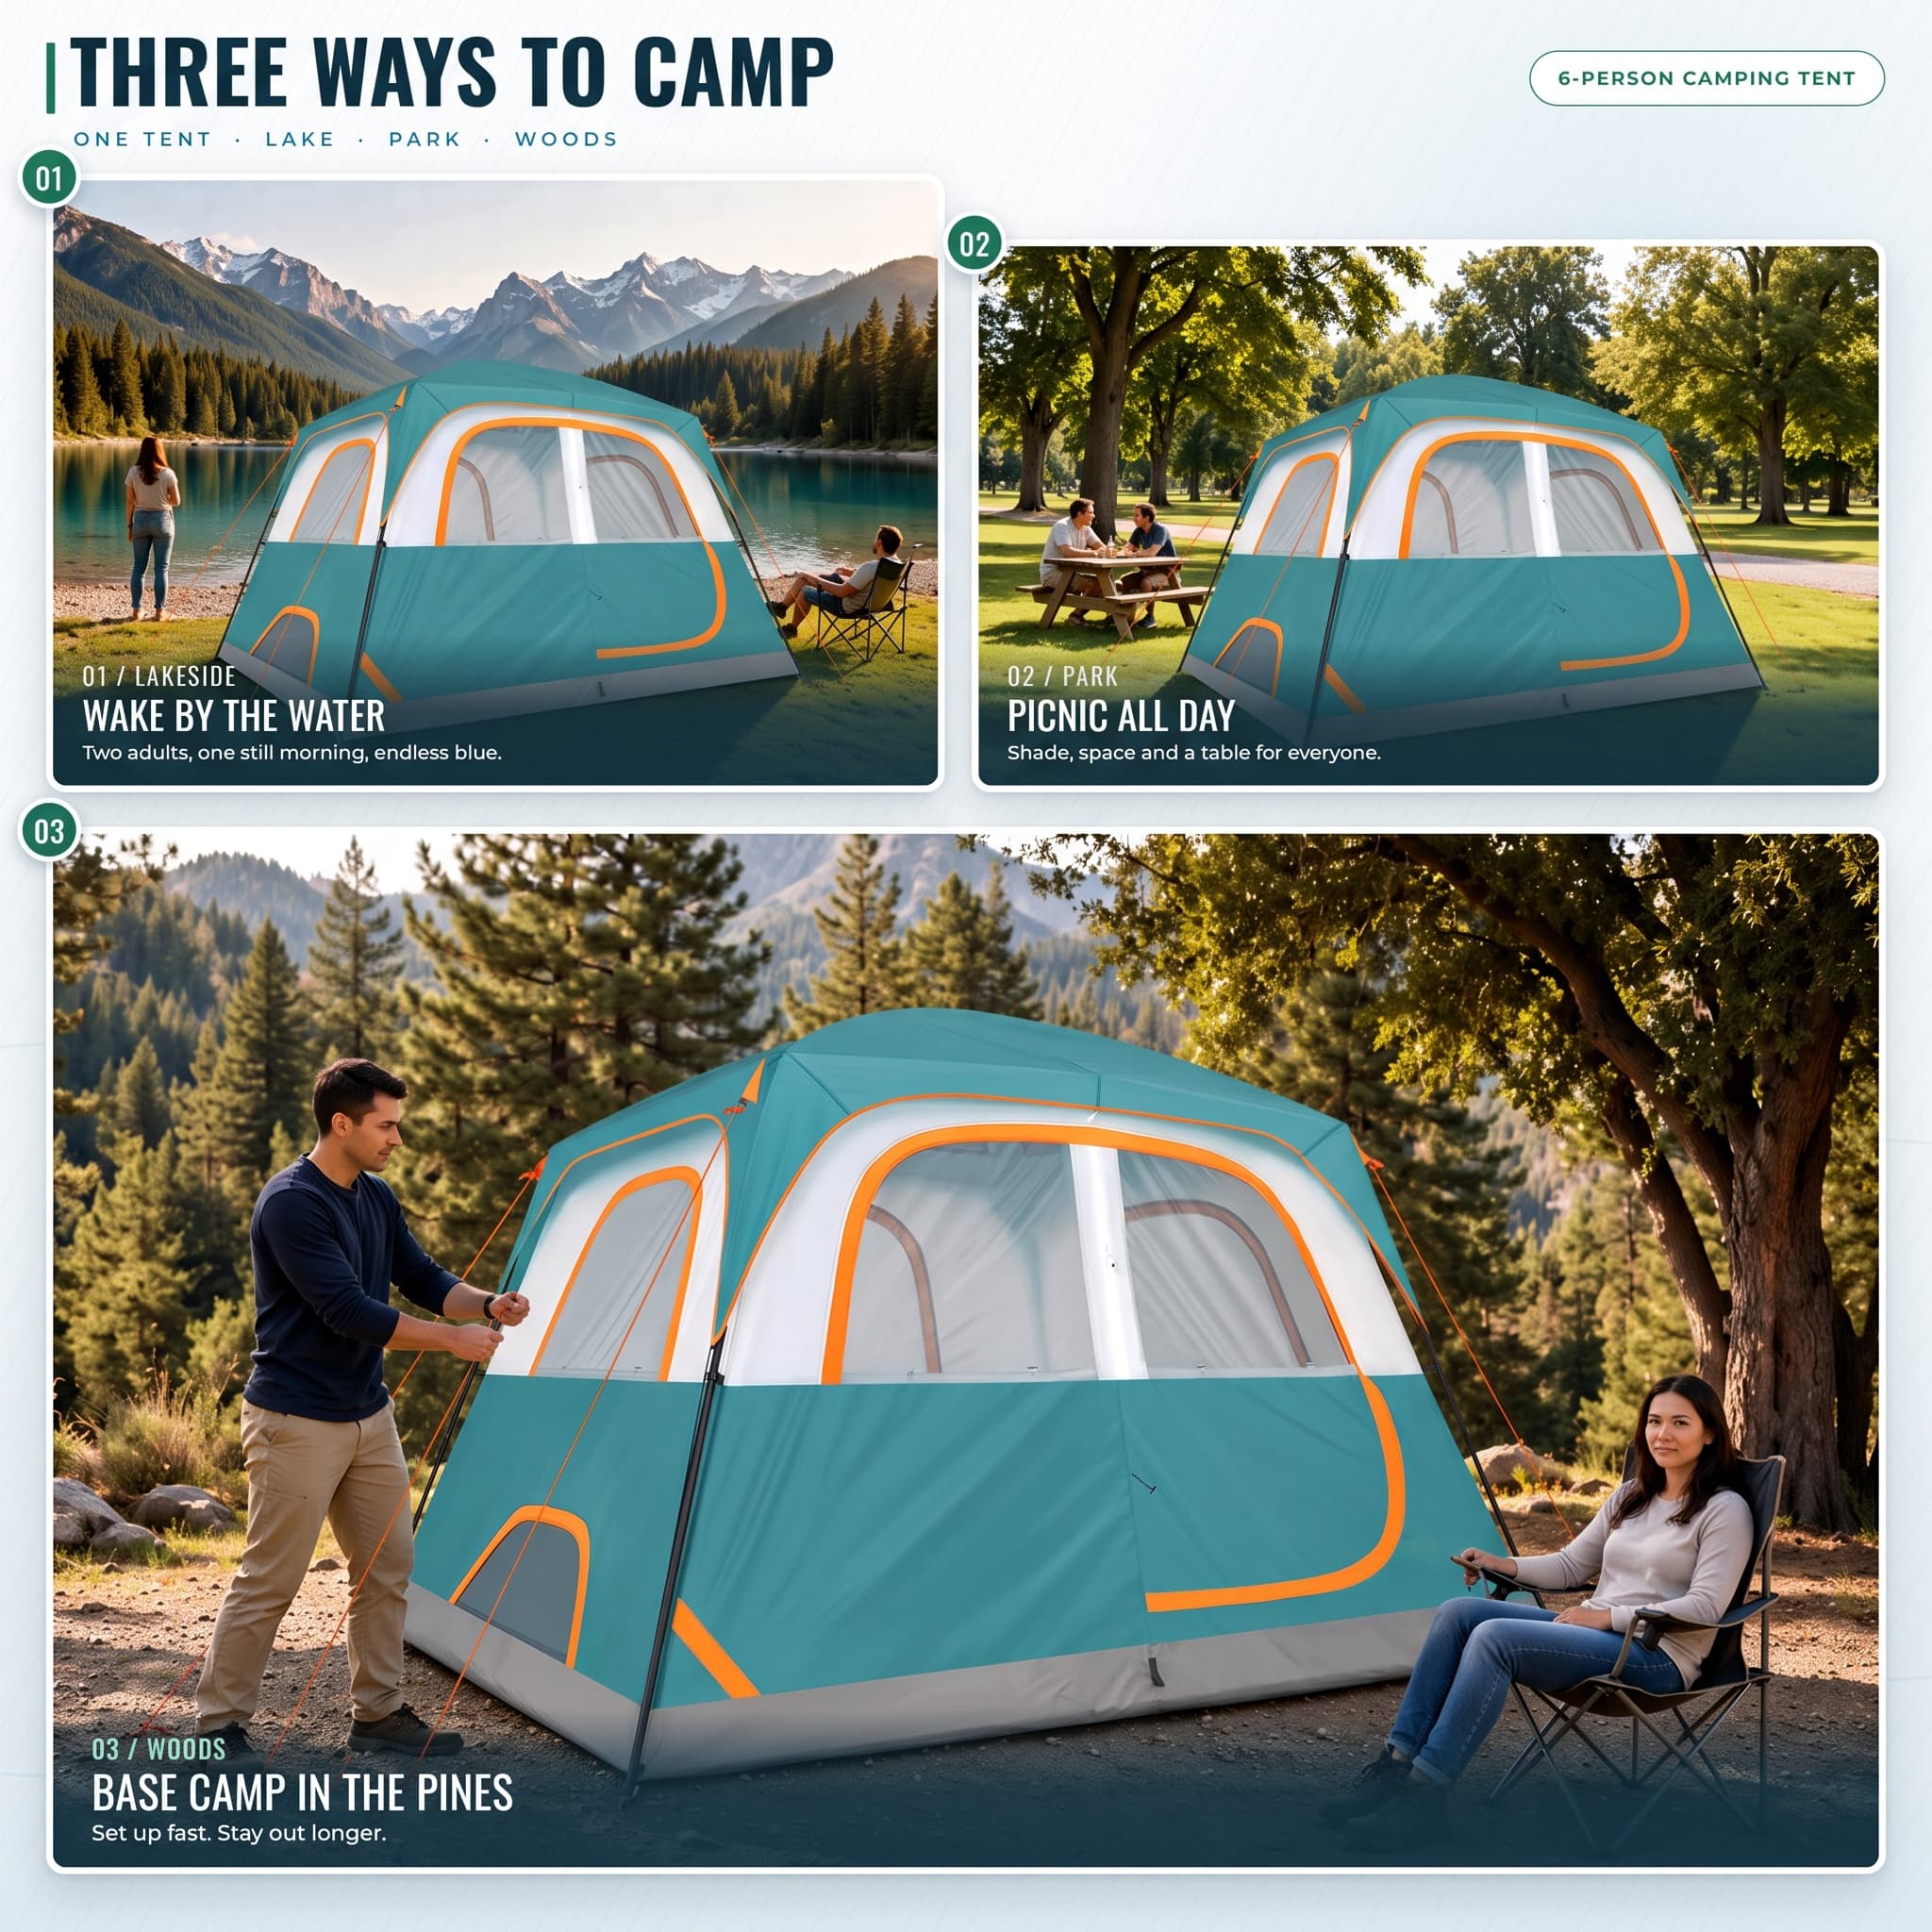 THREE WAYS TO CAMP
6-PERSON CAMPING TENT
ONE TENT · LAKE · PARK · WOODS
01
01 / LAKESIDE
WAKE BY THE WATER
Two adults, one still morning, endless blue.
02
02 / PARK
PICNIC ALL DAY
Shade, space and a table for everyone.
03
03 / WOODS
BASE CAMP IN THE PINES
Set up fast. Stay out longer.